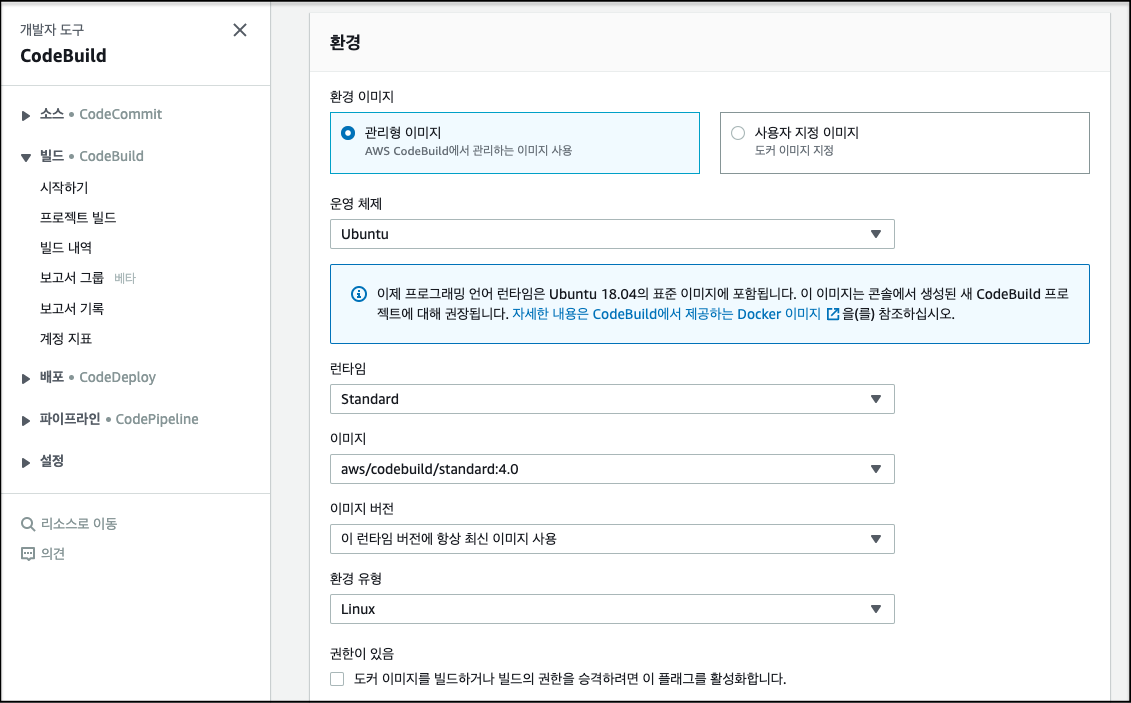 개발자 도구
CodeBuild
소스 • CodeCommit
빌드 • CodeBuild
시작하기
프로젝트 빌드
빌드 내역
보고서 그룹 베타
보고서 기록
계정 지표
배포 • CodeDeploy
파이프라인 • CodePipeline
설정
리소스로 이동
의견
환경
환경 이미지
관리형 이미지
AWS CodeBuild에서 관리하는 이미지 사용
사용자 지정 이미지
도커 이미지 지정
운영 체제
Ubuntu
이제 프로그래밍 언어 런타임은 Ubuntu 18.04의 표준 이미지에 포함됩니다. 이 이미지는 콘솔에서 생성된 새 CodeBuild 프로
젝트에 대해 권장됩니다. 자세한 내용은 CodeBuild에서 제공하는 Docker 이미지 을(를) 참조하십시오.
런타임
Standard
이미지
aws/codebuild/standard:4.0
이미지 버전
이 런타임 버전에 항상 최신 이미지 사용
환경 유형
Linux
권한이 있음
도커 이미지를 빌드하거나 빌드의 권한을 승격하려면 이 플래그를 활성화합니다.